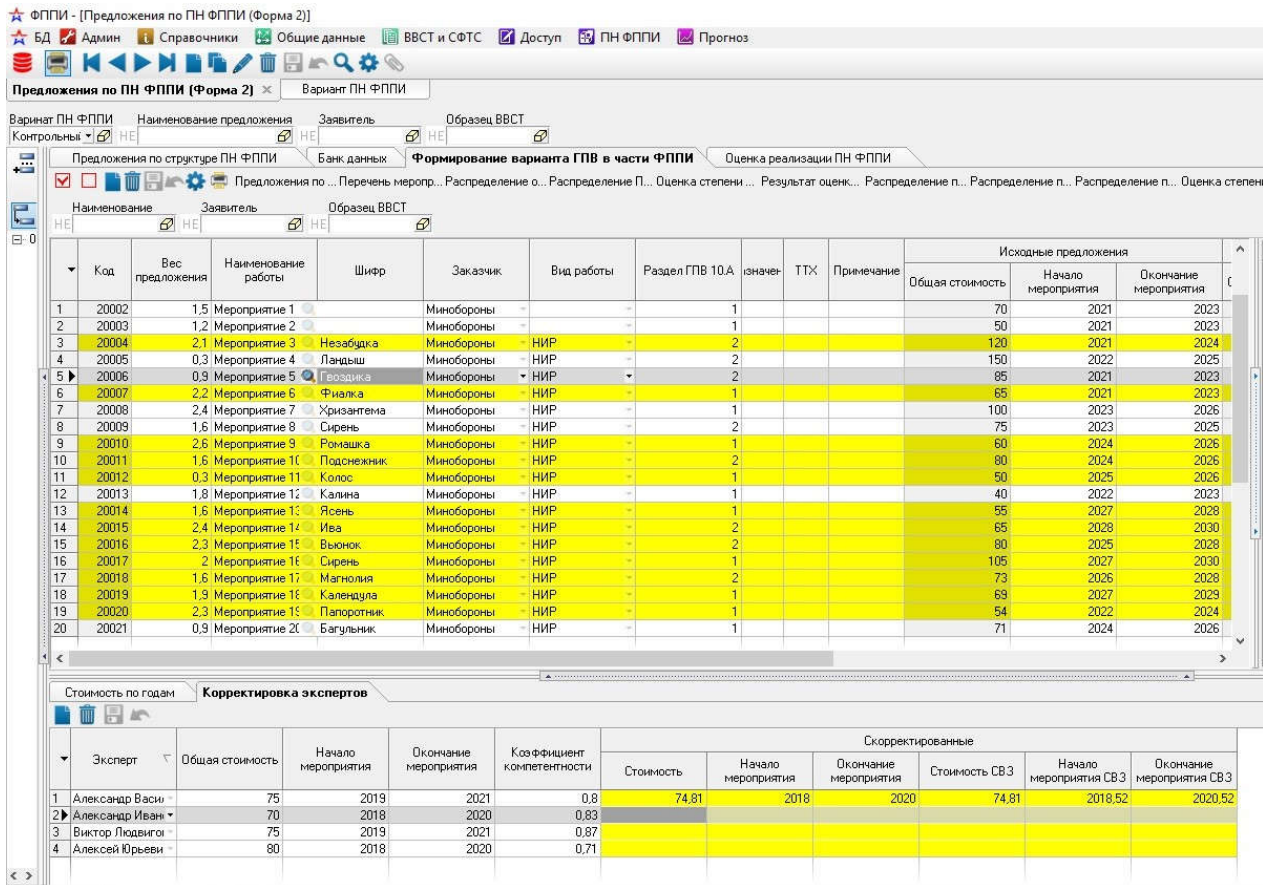 ФППИ - [Предложения по ПН ФППИ (Форма 2)]
БД Админ Справочники Общие данные ВВСТ и СФТС Доступ ПН ФППИ Прогноз
Предложения по ПН ФППИ (Форма 2) × Вариант ПН ФППИ
Варинат ПН ФППИ Наименование предложения Заявитель Образец ВВСТ
Контрольный НЕ НЕ НЕ
Предложения по структуре ПН ФППИ Банк данных Формирование варианта ГПВ в части ФППИ Оценка реализации ПН ФППИ
Предложения по ... Перечень меропр... Распределение о... Распределение П... Оценка степени ... Результат оценк... Распределение п... Распределение п... Распределение п... Оценка степен
Наименование Заявитель Образец ВВСТ
НЕ НЕ НЕ
0
Код Вес предложения Наименование работы Шифр Заказчик Вид работы Раздел ГПВ 10.А значен ТТХ Примечание Исходные предложения
Общая стоимость Начало мероприятия Окончание мероприятия
1 20002 1,5 Мероприятие 1 Минобороны 1 70 2021 2023
2 20003 1,2 Мероприятие 2 Минобороны 1 50 2021 2023
3 20004 2,1 Мероприятие 3 Незабудка Минобороны НИР 2 120 2021 2024
4 20005 0,3 Мероприятие 4 Ландыш Минобороны НИР 2 150 2022 2025
5 20006 0,9 Мероприятие 5 Гвоздика Минобороны НИР 2 85 2021 2023
6 20007 2,2 Мероприятие 6 Фиалка Минобороны НИР 1 65 2021 2023
7 20008 2,4 Мероприятие 7 Хризантема Минобороны НИР 1 100 2023 2026
8 20009 1,6 Мероприятие 8 Сирень Минобороны НИР 2 75 2023 2025
9 20010 2,6 Мероприятие 9 Ромашка Минобороны НИР 1 60 2024 2026
10 20011 1,6 Мероприятие 10 Подснежник Минобороны НИР 2 80 2024 2026
11 20012 0,3 Мероприятие 11 Колос Минобороны НИР 1 50 2025 2026
12 20013 1,8 Мероприятие 12 Калина Минобороны НИР 1 40 2022 2023
13 20014 1,6 Мероприятие 13 Ясень Минобороны НИР 1 55 2027 2028
14 20015 2,4 Мероприятие 14 Ива Минобороны НИР 2 65 2028 2030
15 20016 2,3 Мероприятие 15 Вьюнок Минобороны НИР 2 80 2025 2028
16 20017 2 Мероприятие 16 Сирень Минобороны НИР 1 105 2027 2030
17 20018 1,6 Мероприятие 17 Магнолия Минобороны НИР 2 73 2026 2028
18 20019 1,9 Мероприятие 18 Календула Минобороны НИР 1 69 2027 2029
19 20020 2,3 Мероприятие 19 Папоротник Минобороны НИР 1 54 2022 2024
20 20021 0,9 Мероприятие 20 Багульник Минобороны НИР 1 71 2024 2026
Стоимость по годам Корректировка экспертов
Эксперт Общая стоимость Начало мероприятия Окончание мероприятия Коэффициент компетентности Скорректированные
Стоимость Начало мероприятия Окончание мероприятия Стоимость СВЗ Начало мероприятия СВЗ Окончание мероприятия СВЗ
1 Александр Васил 75 2019 2021 0,8 74,81 2018 2020 74,81 2018,52 2020,52
2 Александр Иван 70 2018 2020 0,83
3 Виктор Людвигов 75 2019 2021 0,87
4 Алексей Юрьеви 80 2018 2020 0,71